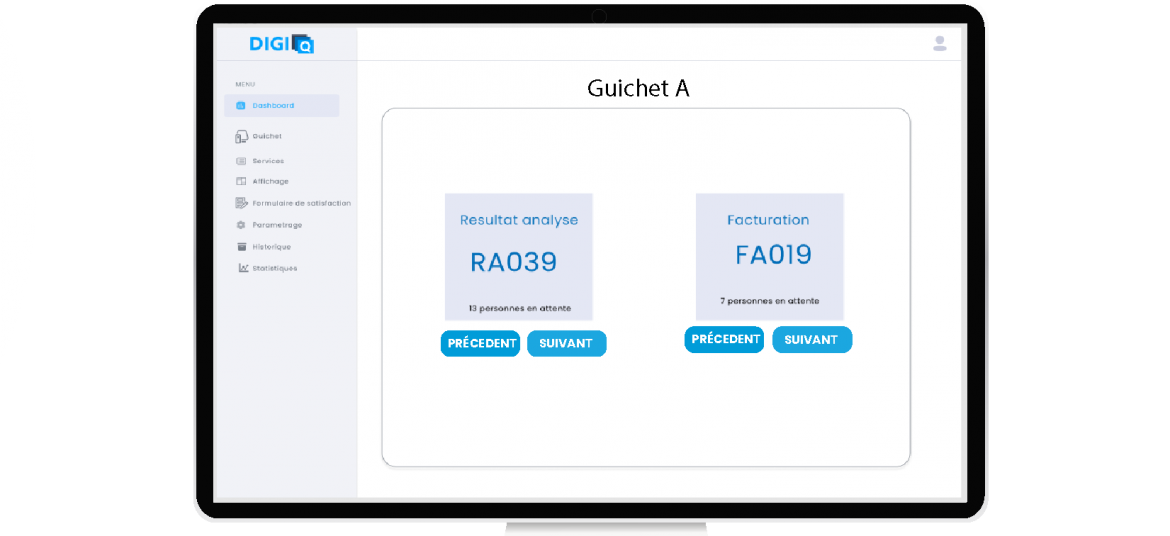 DIGI Q
MENU
Dashboard
Guichet
Services
Affichage
Formulaire de satisfaction
Parametrage
Historique
Statistiques
Guichet A
Resultat analyse
RA039
13 personnes en attente
PRÉCEDENT
SUIVANT
Facturation
FA019
7 personnes en attente
PRÉCEDENT
SUIVANT